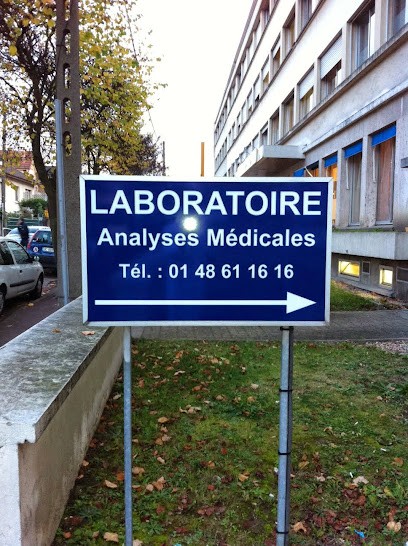 LABORATOIRE
Analyses Médicales
Tél. : 01 48 61 16 16